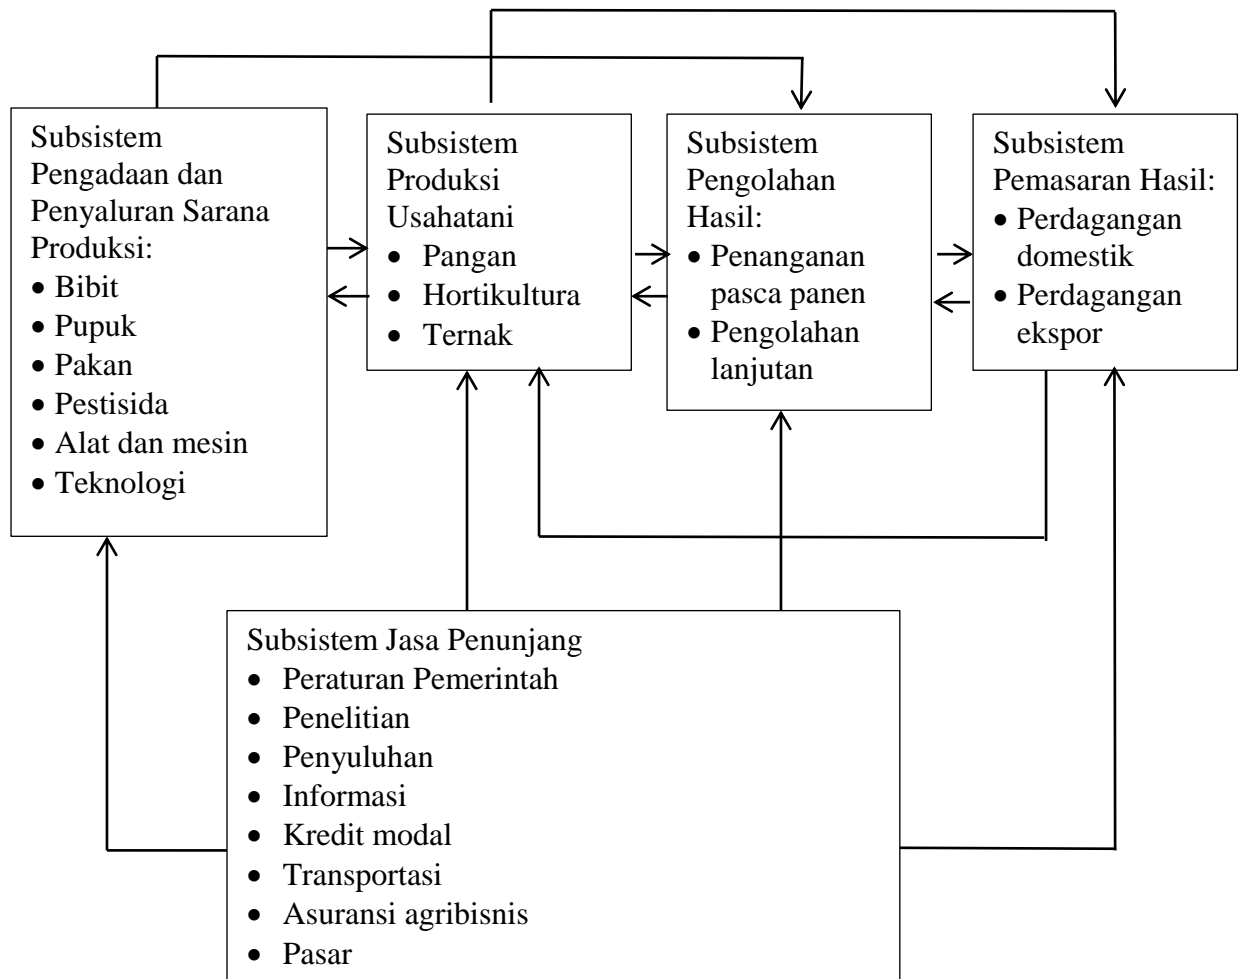 Subsistem
Pengadaan dan
Penyaluran Sarana
Produksi:
• Bibit
• Pupuk
• Pakan
• Pestisida
• Alat dan mesin
• Teknologi
Subsistem
Produksi
Usahatani
• Pangan
• Hortikultura
• Ternak
Subsistem
Pengolahan
Hasil:
• Penanganan
pasca panen
• Pengolahan
lanjutan
Subsistem
Pemasaran Hasil:
• Perdagangan
domestik
• Perdagangan
ekspor
Subsistem Jasa Penunjang
• Peraturan Pemerintah
• Penelitian
• Penyuluhan
• Informasi
• Kredit modal
• Transportasi
• Asuransi agribisnis
• Pasar